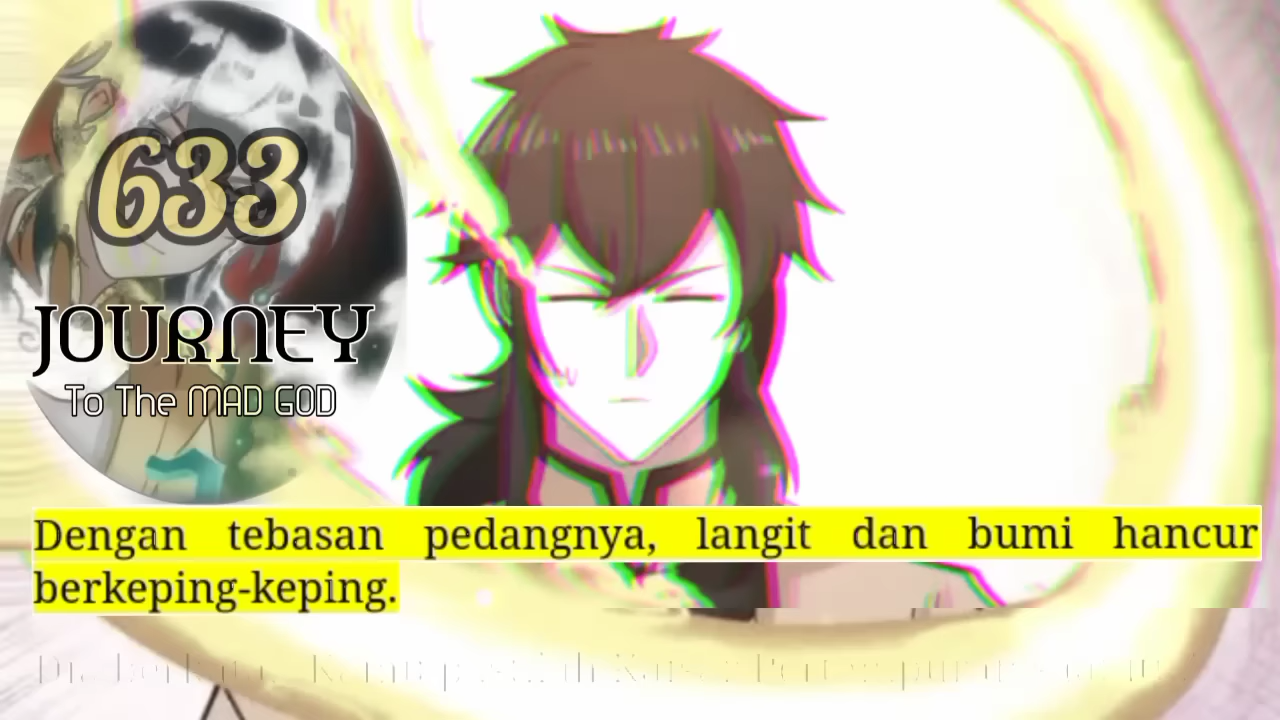 633
JOURNEY
To The MAD GOD
Dengan tebasan pedangnya, langit dan bumi hancur
berkeping-keping.